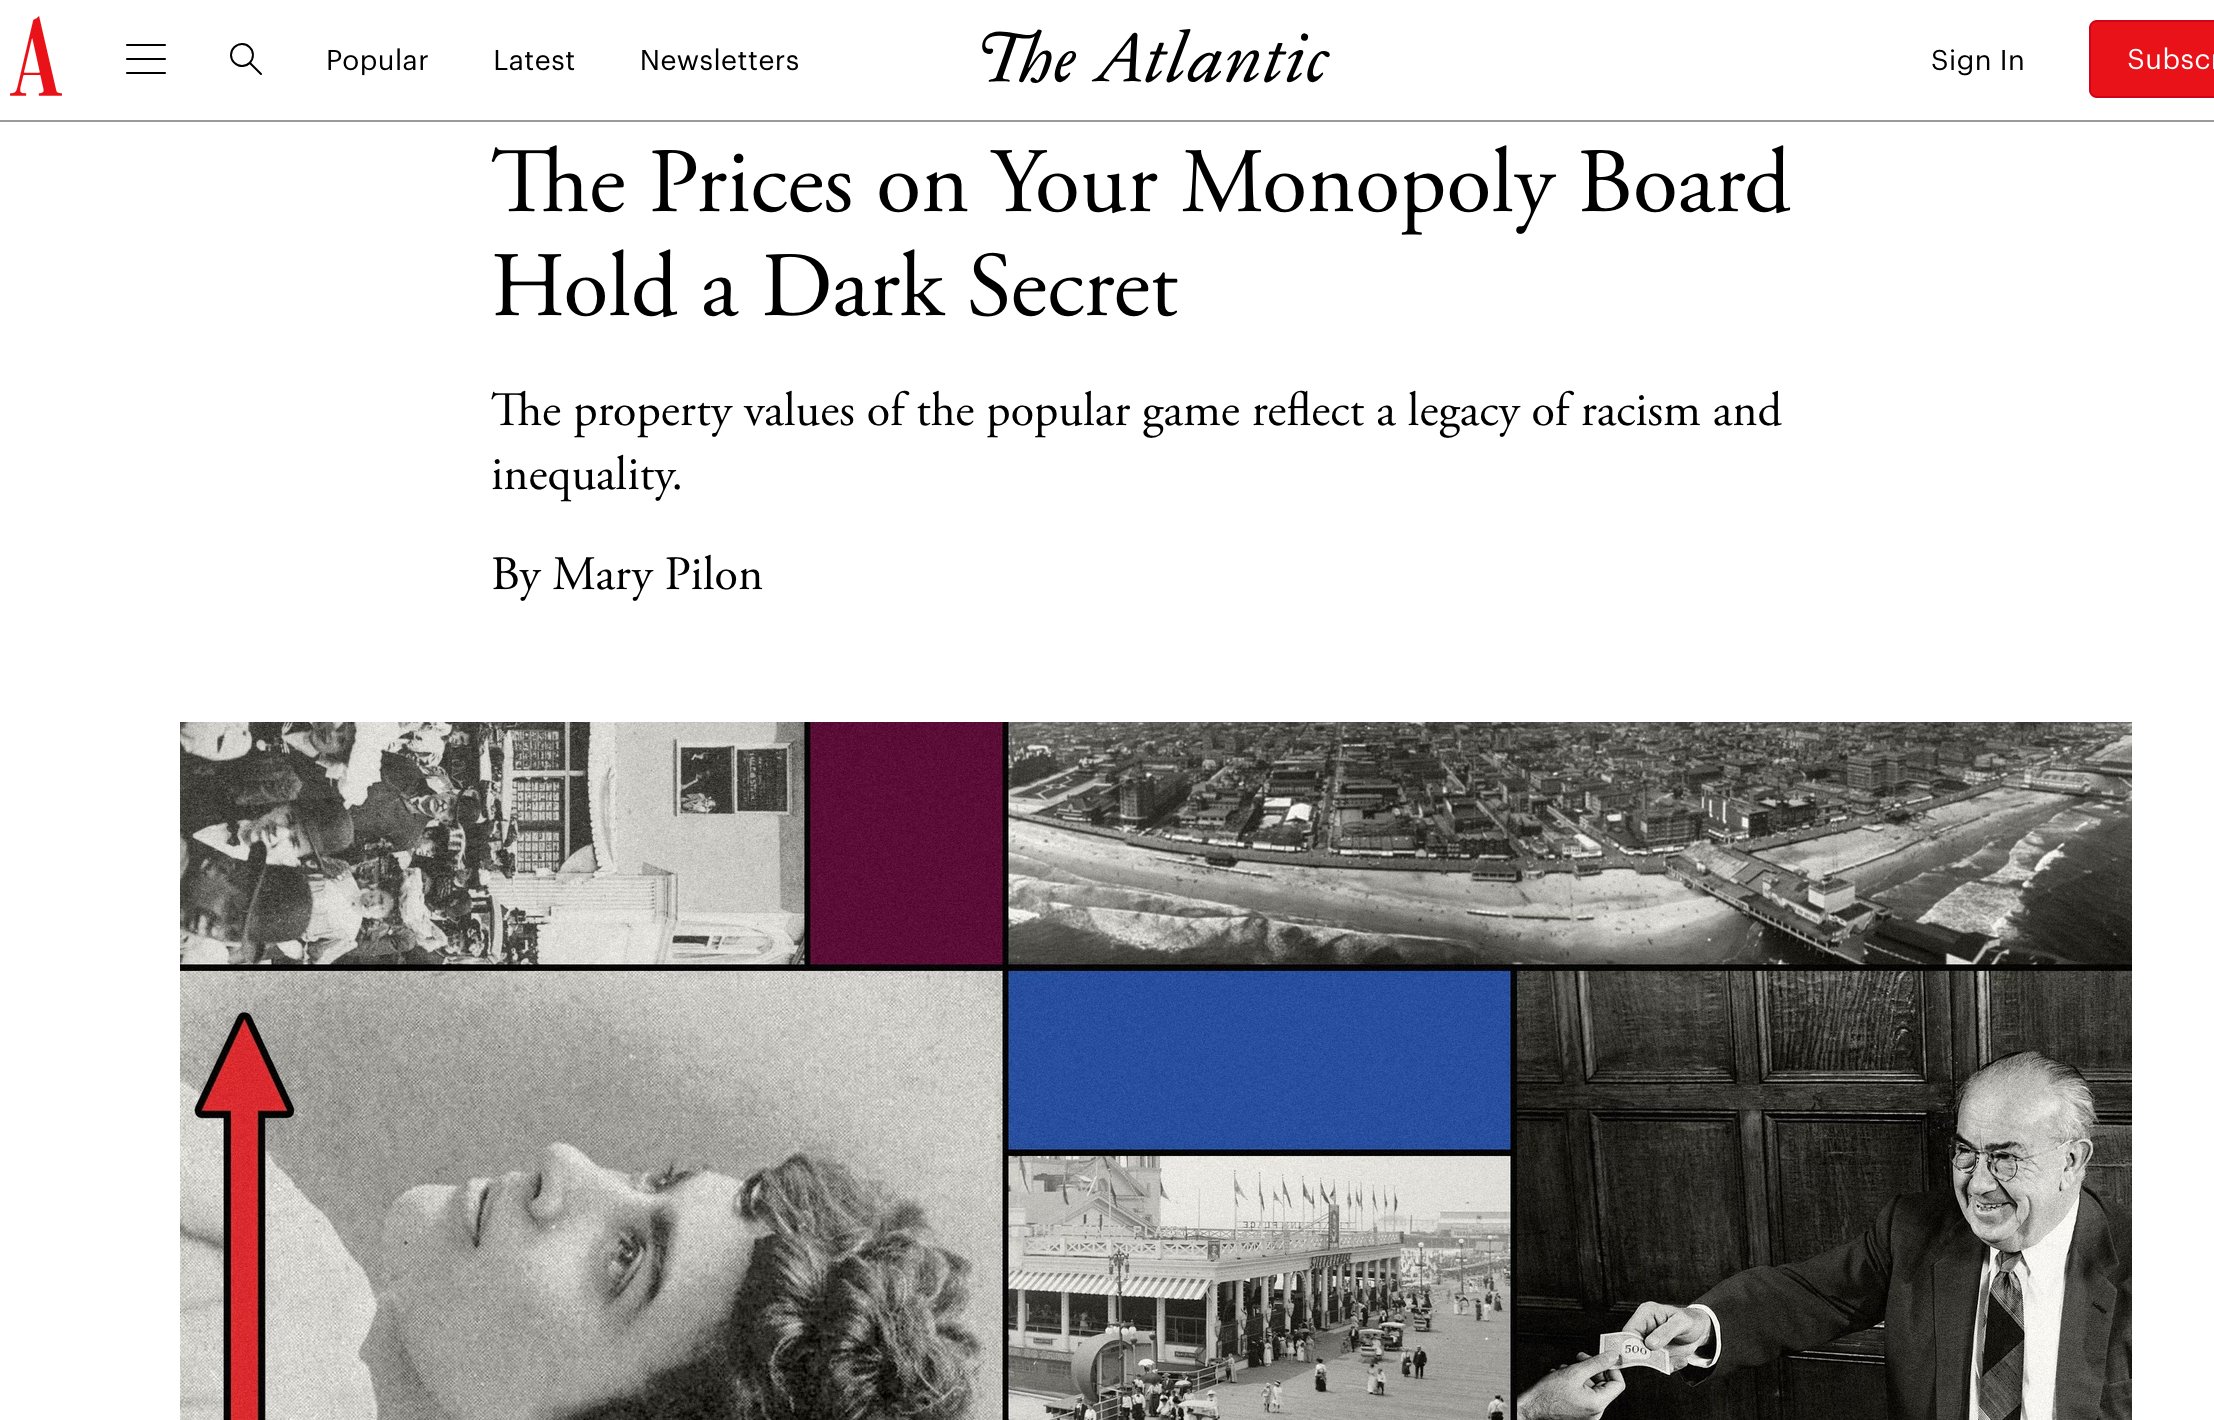 A
Popular
Latest
Newsletters
The Atlantic
Sign In
Subscr
The Prices on Your Monopoly Board
Hold a Dark Secret
The property values of the popular game reflect a legacy of racism and
inequality.
By Mary Pilon
500